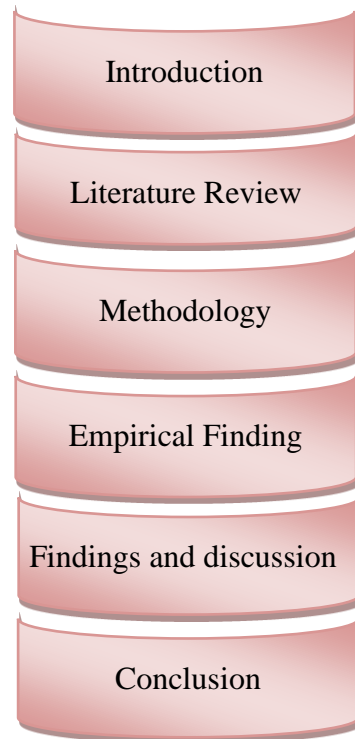 Introduction
Literature Review
Methodology
Empirical Finding
Findings and discussion
Conclusion